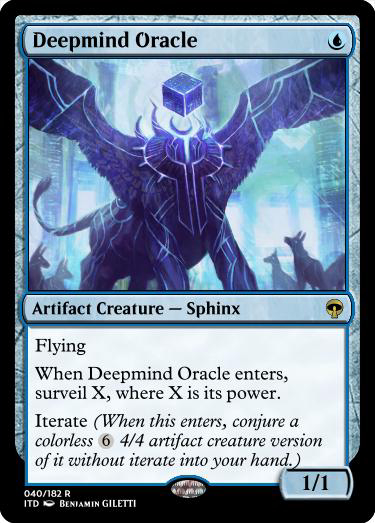 Deepmind Oracle
Artifact Creature — Sphinx
Flying
When Deepmind Oracle enters,
surveil X, where X is its power.
Iterate (When this enters, conjure a
colorless 6 4/4 artifact creature version
of it without iterate into your hand.)
1/1
040/182 R
ITD Benjamin Giletti